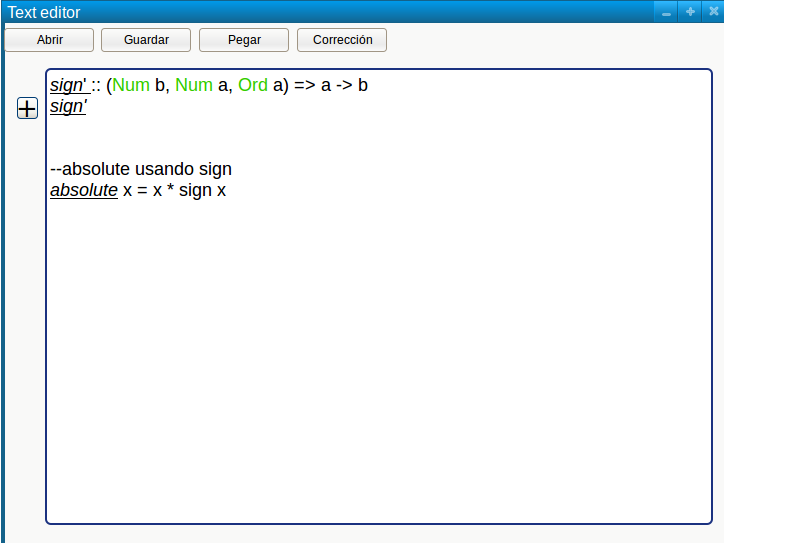 Text editor
Abrir Guardar Pegar Corrección
sign' :: (Num b, Num a, Ord a) => a -> b
sign'
--absolute usando sign
absolute x = x * sign x